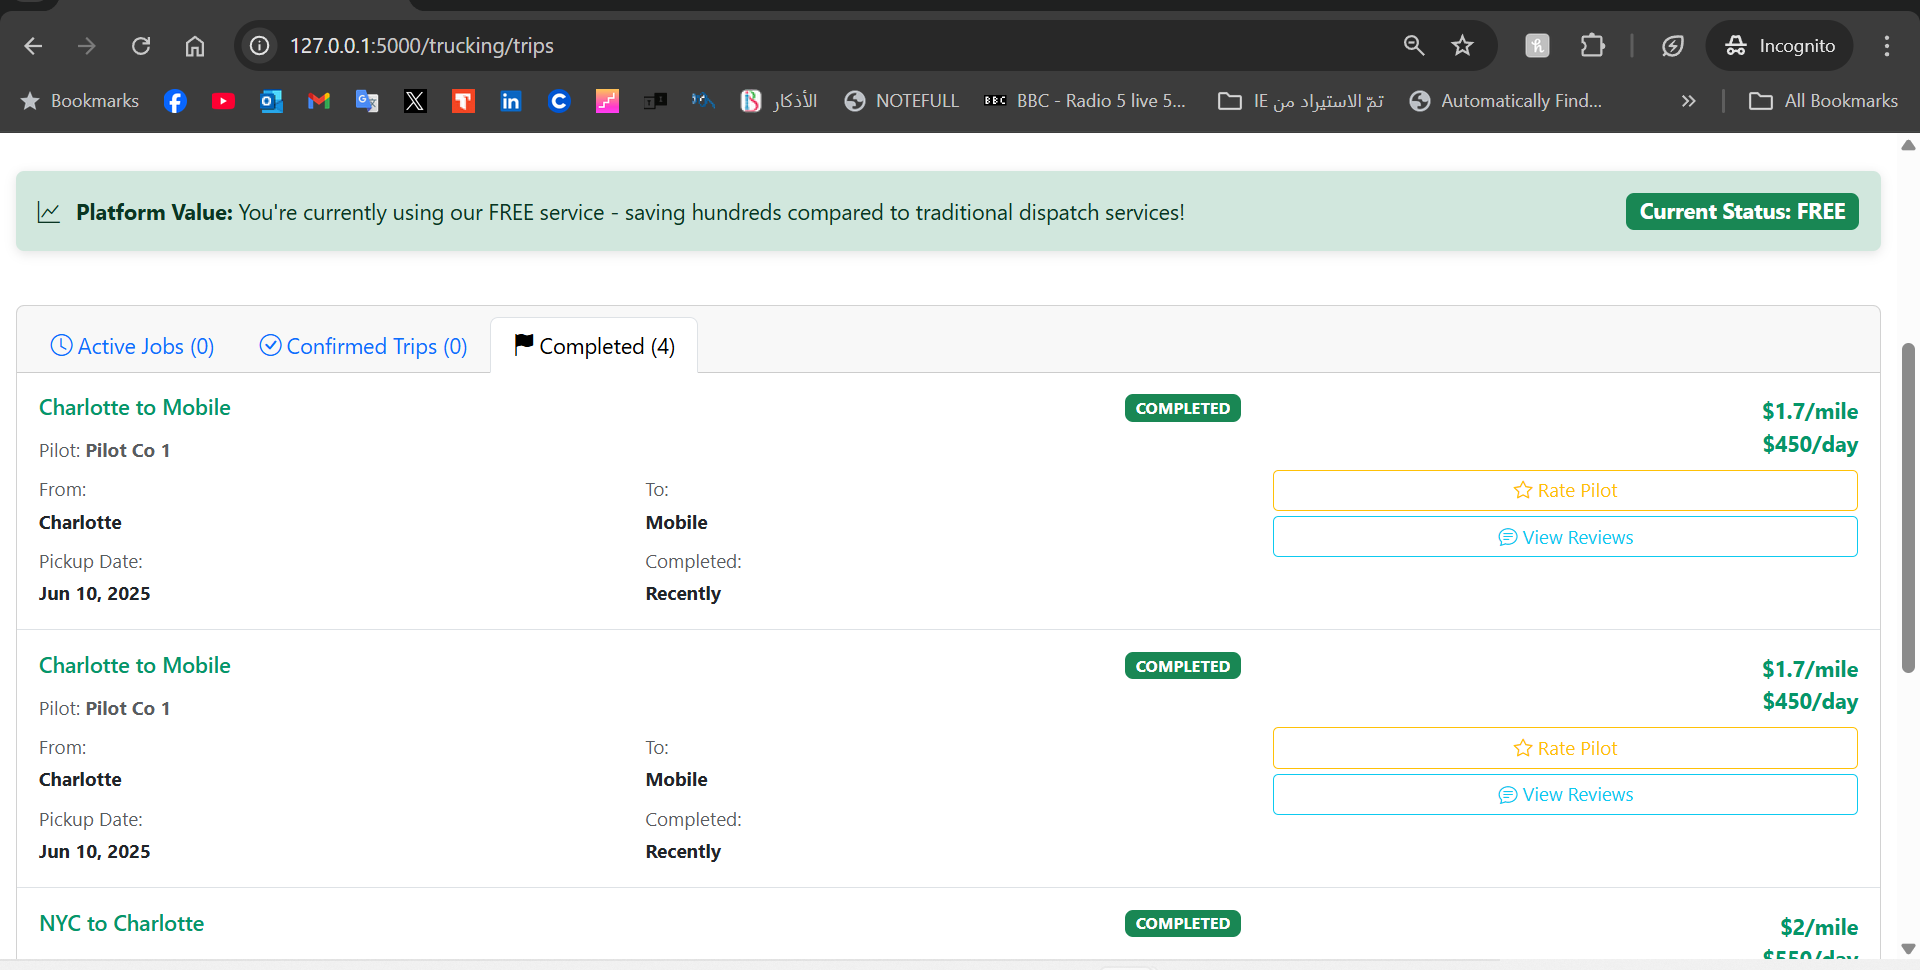 127.0.0.1:5000/trucking/trips
Incognito
Bookmarks
الأذكار
NOTEFULL
BBC
BBC - Radio 5 live 5...
تمّ الاستيراد من IE
Automatically Find...
All Bookmarks
Platform Value: You're currently using our FREE service - saving hundreds compared to traditional dispatch services!
Current Status: FREE
Active Jobs (0)
Confirmed Trips (0)
Completed (4)
Charlotte to Mobile
COMPLETED
$1.7/mile
$450/day
Pilot: Pilot Co 1
From:
To:
Rate Pilot
Charlotte
Mobile
View Reviews
Pickup Date:
Completed:
Jun 10, 2025
Recently
Charlotte to Mobile
COMPLETED
$1.7/mile
$450/day
Pilot: Pilot Co 1
From:
To:
Rate Pilot
Charlotte
Mobile
View Reviews
Pickup Date:
Completed:
Jun 10, 2025
Recently
NYC to Charlotte
COMPLETED
$2/mile
$550/day